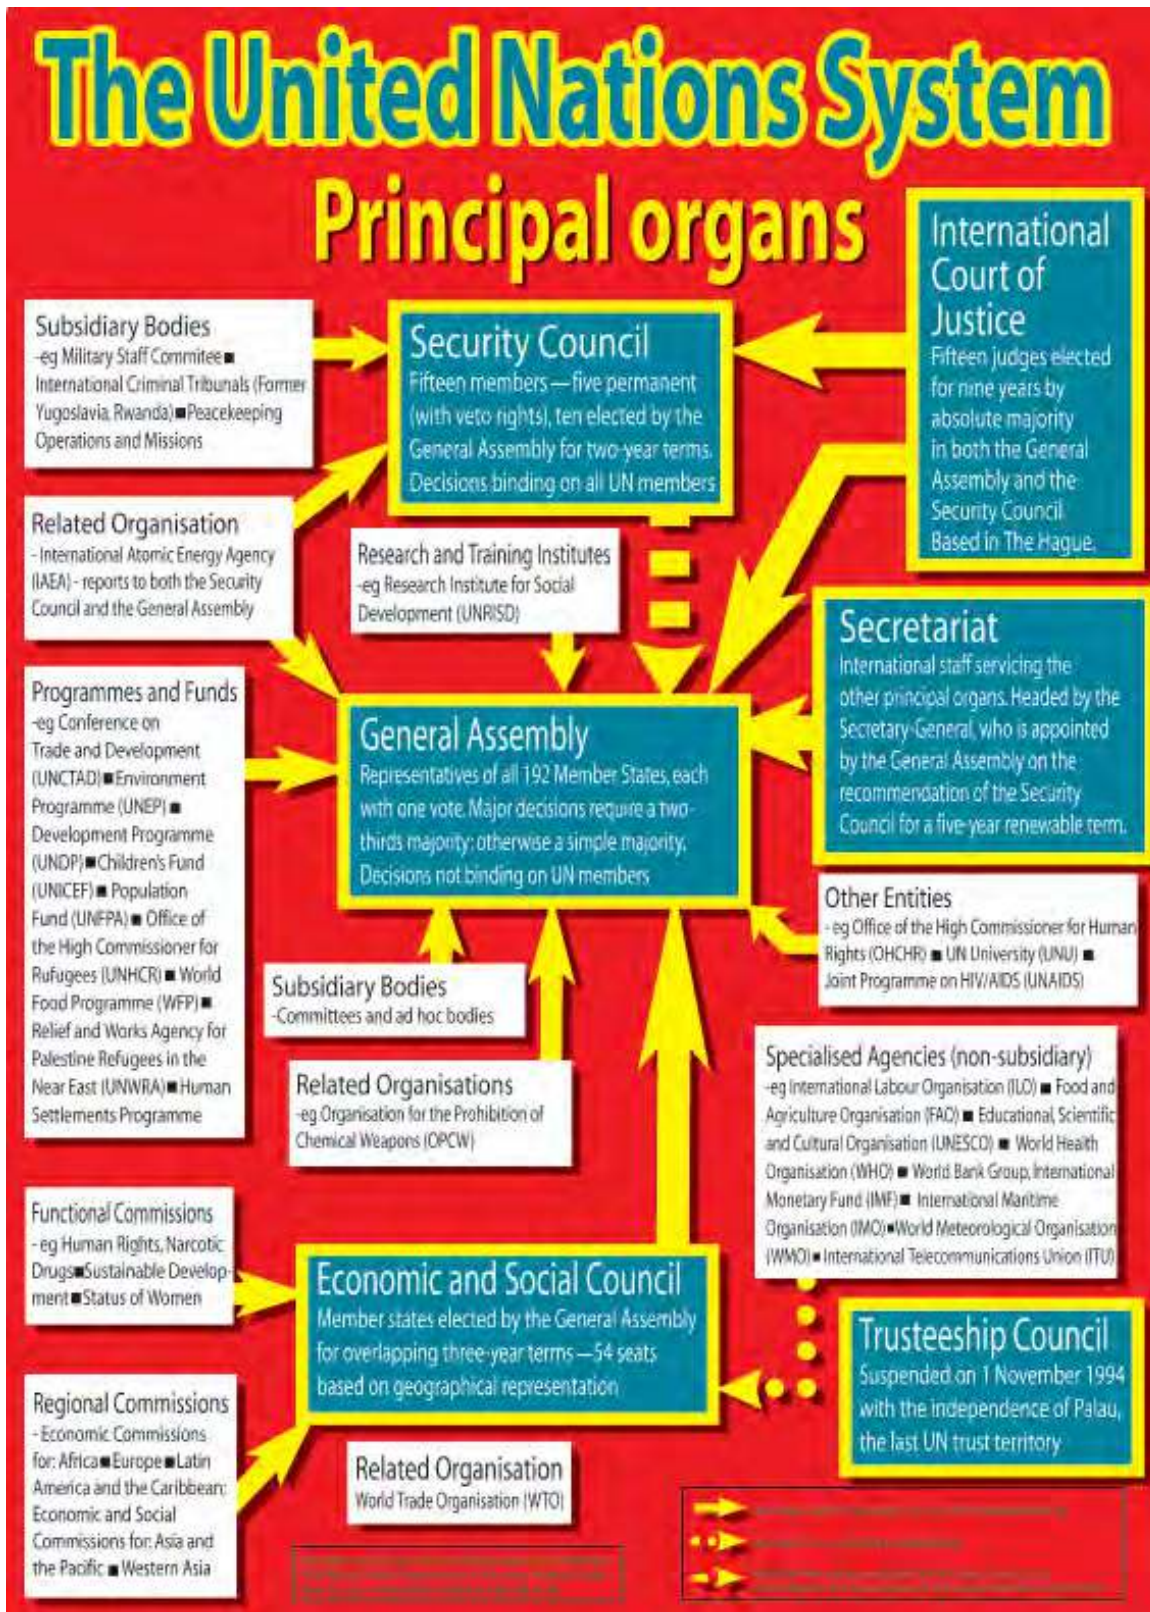 The United Nations System
Principal organs
International
Court of
Justice
Fifteen judges elected
for nine years by
absolute majority
in both the General
Assembly and the
Security Council
Based in The Hague.
Subsidiary Bodies
-eg Military Staff Commitee ■
International Criminal Tribunals (Former
Yugoslavia, Rwanda) ■ Peacekeeping
Operations and Missions
Security Council
Fifteen members — five permanent
(with veto rights), ten elected by the
General Assembly for two-year terms.
Decisions binding on all UN members
Related Organisation
- International Atomic Energy Agency
(IAEA) - reports to both the Security
Council and the General Assembly
Research and Training Institutes
-eg Research Institute for Social
Development (UNRISD)
Secretariat
International staff servicing the
other principal organs. Headed by the
Secretary-General, who is appointed
by the General Assembly on the
recommendation of the Security
Council for a five-year renewable term.
Programmes and Funds
-eg Conference on
Trade and Development
(UNCTAD) ■ Environment
Programme (UNEP) ■
Development Programme
(UNDP) ■ Children's Fund
(UNICEF) ■ Population
Fund (UNFPA) ■ Office of
the High Commissioner for
Rufugees (UNHCR) ■ World
Food Programme (WFP) ■
Relief and Works Agency for
Palestine Refugees in the
Near East (UNWRA) ■ Human
Settlements Programme
General Assembly
Representatives of all 192 Member States, each
with one vote. Major decisions require a two-
thirds majority: otherwise a simple majority.
Decisions not binding on UN members
Other Entities
- eg Office of the High Commissioner for Human
Rights (OHCHR) ■ UN University (UNU) ■
Joint Programme on HIV/AIDS (UNAIDS)
Subsidiary Bodies
-Committees and ad hoc bodies
Related Organisations
-eg Organisation for the Prohibition of
Chemical Weapons (OPCW)
Specialised Agencies (non-subsidiary)
-eg International Labour Organisation (ILO) ■ Food and
Agriculture Organisation (FAO) ■ Educational, Scientific
and Cultural Organisation (UNESCO) ■ World Health
Organisation (WHO) ■ World Bank Group, International
Monetary Fund (IMF) ■ International Maritime
Organisation (IMO) ■ World Meteorological Organisation
(WMO) ■ International Telecommunications Union (ITU)
Functional Commissions
- eg Human Rights, Narcotic
Drugs ■ Sustainable Develop-
ment ■ Status of Women
Economic and Social Council
Member states elected by the General Assembly
for overlapping three-year terms — 54 seats
based on geographical representation
Trusteeship Council
Suspended on 1 November 1994
with the independence of Palau,
the last UN trust territory
Regional Commissions
- Economic Commissions
for: Africa ■ Europe ■ Latin
America and the Caribbean:
Economic and Social
Commissions for: Asia and
the Pacific ■ Western Asia
Related Organisation
World Trade Organisation (WTO)